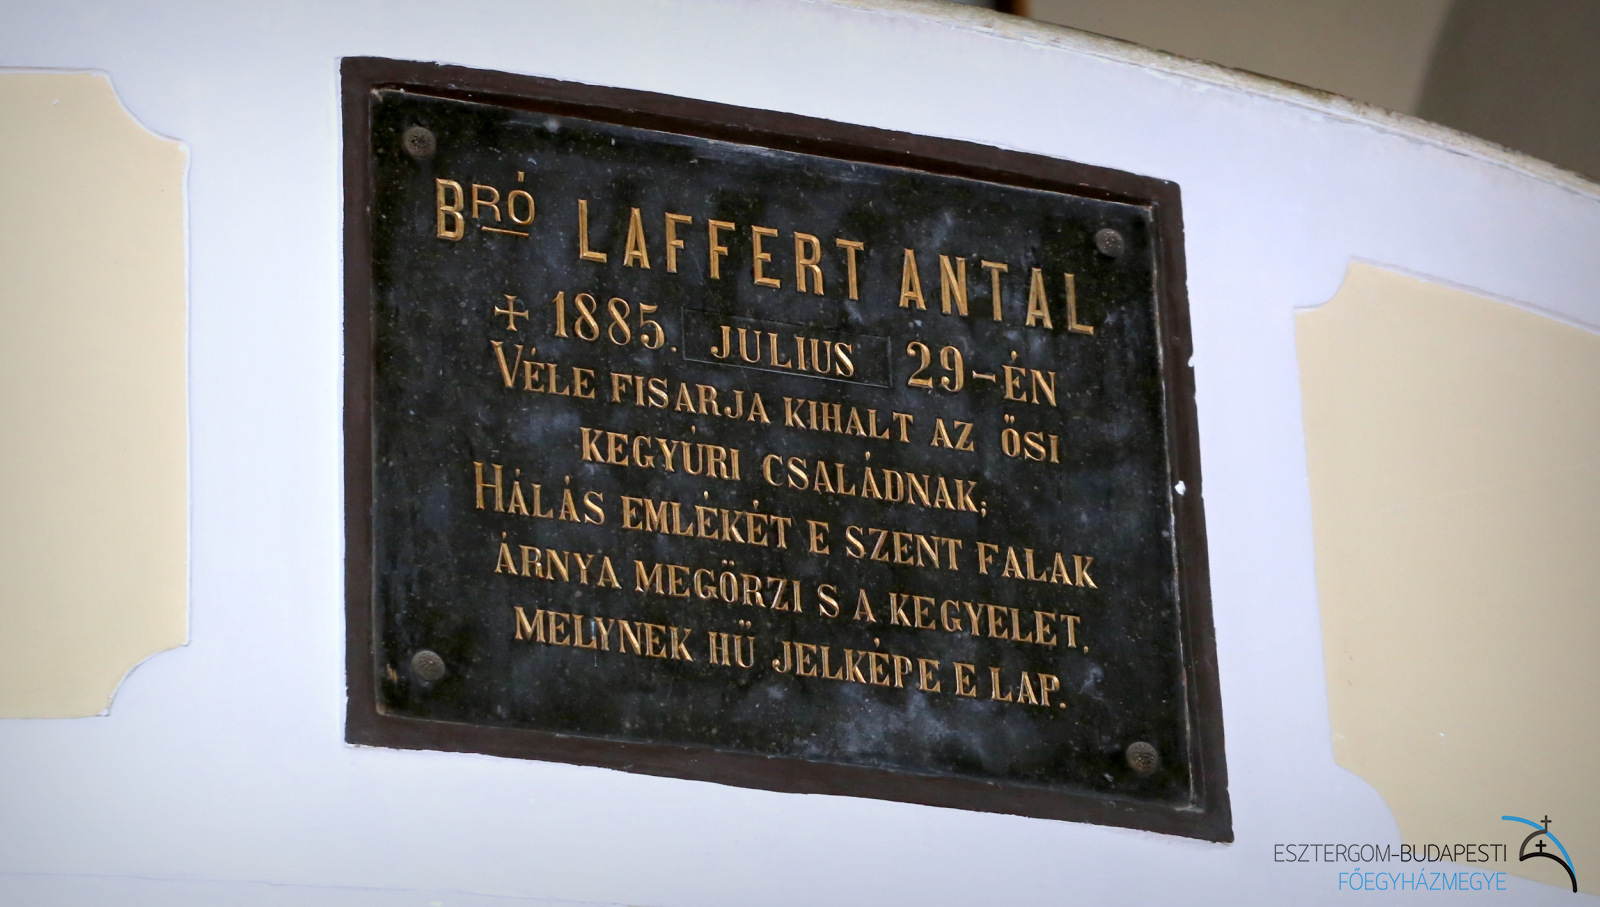 BRÓ LAFFERT ANTAL
+ 1885. JULIUS 29-ÉN
VÉLE FISARJA KIHALT AZ ŐSI
KEGYÚRI CSALÁDNAK;
HÁLÁS EMLÉKÉT E SZENT FALAK
ÁRNYA MEGÖRZI S A KEGYELET,
MELYNEK HŰ JELKÉPE E LAP.
ESZTERGOM-BUDAPESTI
FŐEGYHÁZMEGYE